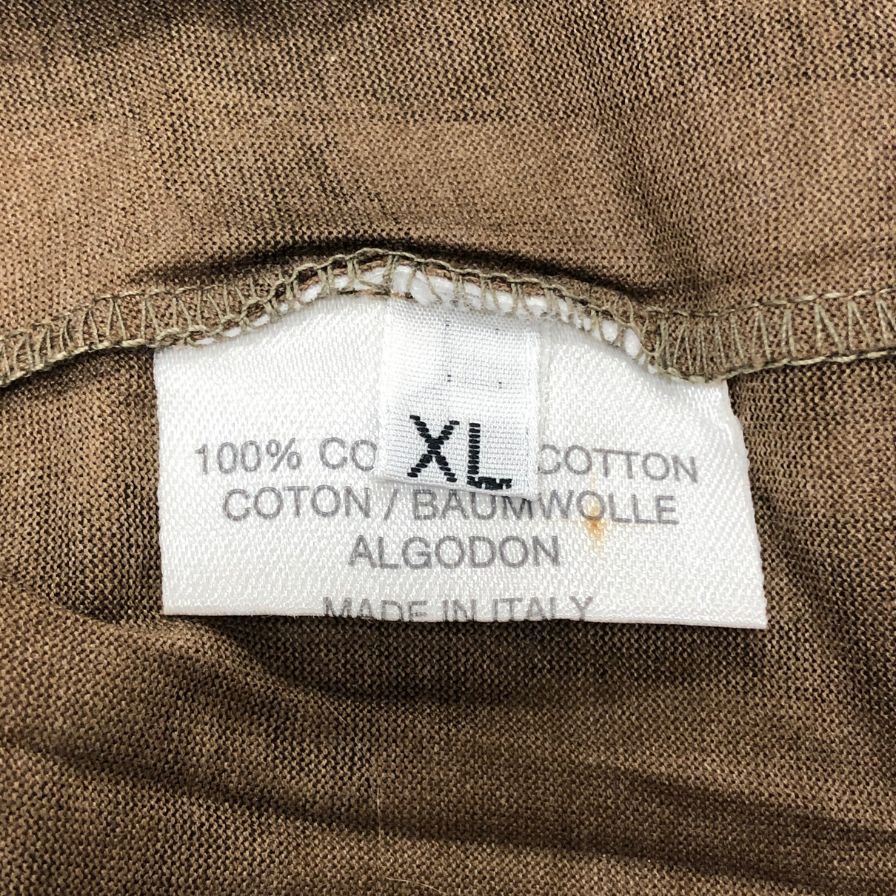 XL
100% CO COTTON
COTON / BAUMWOLLE
ALGODON
MADE IN ITALY